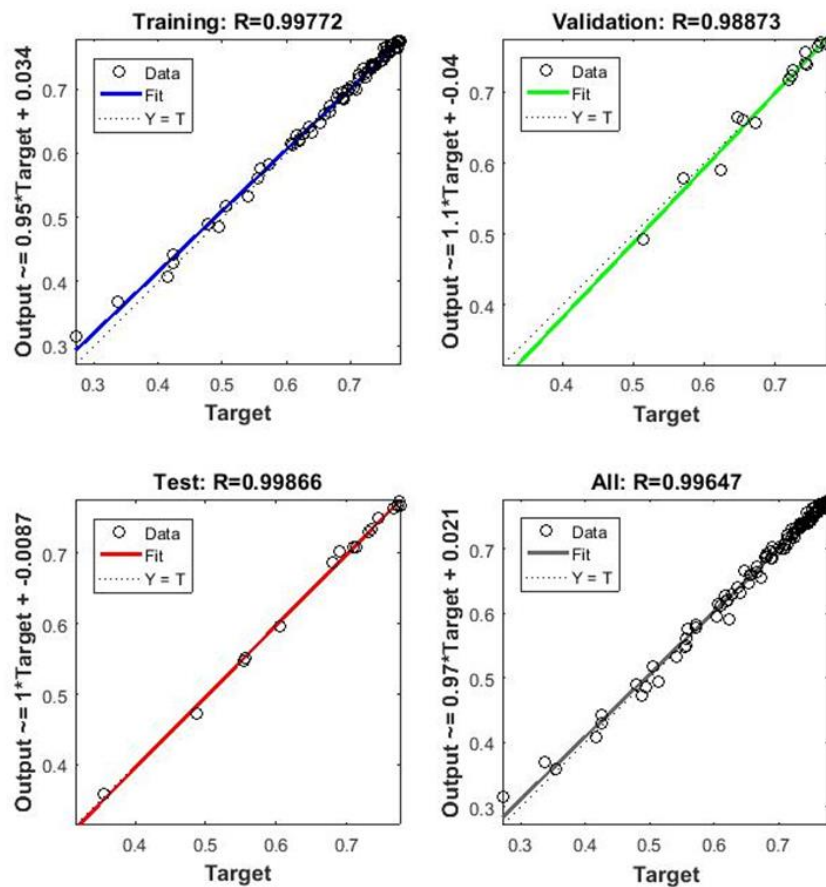 Training: R=0.99772
Output ~= 0.95*Target + 0.034
Data
Fit
Y = T
0.7
0.6
0.5
0.4
0.3
0.3 0.4 0.5 0.6 0.7
Target
Validation: R=0.98873
Output ~= 1.1*Target + -0.04
Data
Fit
Y = T
0.7
0.6
0.5
0.4
0.4 0.5 0.6 0.7
Target
Test: R=0.99866
Output ~= 1*Target + -0.0087
Data
Fit
Y = T
0.7
0.6
0.5
0.4
0.4 0.5 0.6 0.7
Target
All: R=0.99647
Output ~= 0.97*Target + 0.021
Data
Fit
Y = T
0.7
0.6
0.5
0.4
0.3
0.3 0.4 0.5 0.6 0.7
Target